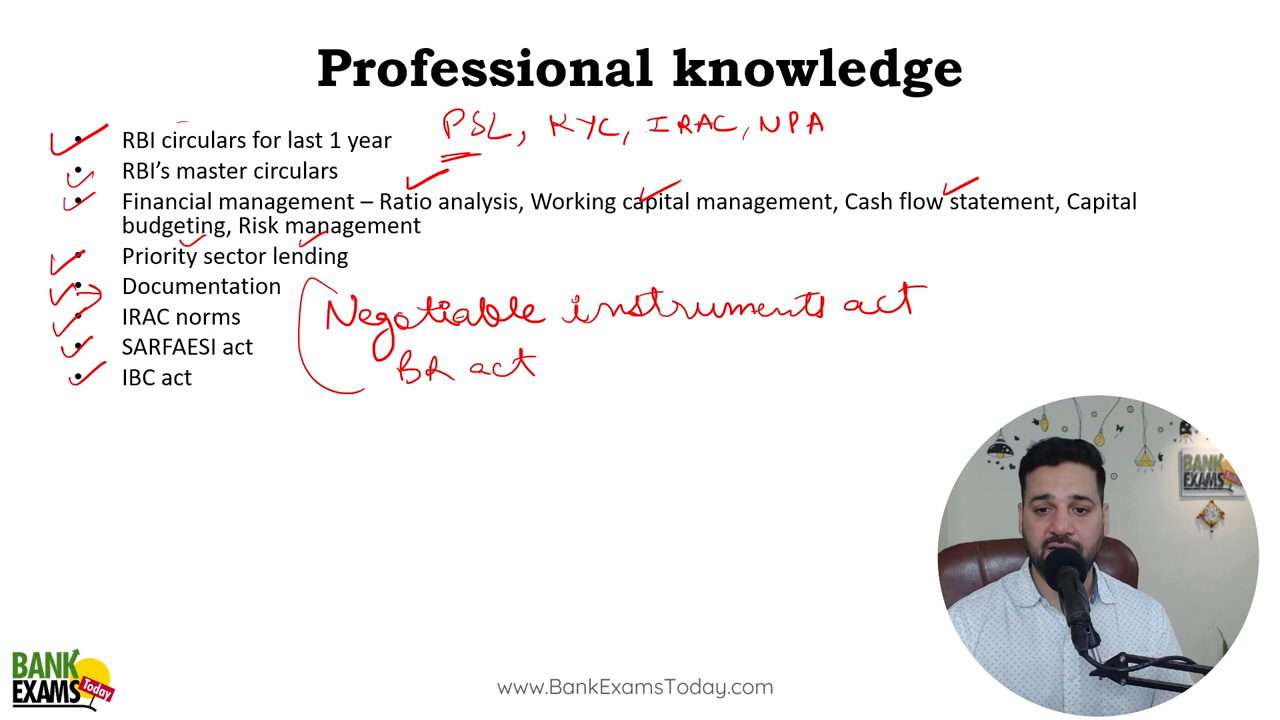 Professional knowledge
• RBI circulars for last 1 year
PSL, KYC, IRAC, NPA
• RBI's master circulars
• Financial management – Ratio analysis, Working capital management, Cash flow statement, Capital
budgeting, Risk management
• Priority sector lending
• Documentation
Negotiable instruments act
• IRAC norms
• SARFAESI act
BR act
• IBC act
BANK
EXAMS
BANK
EXAMS
Today
www.BankExamsToday.com